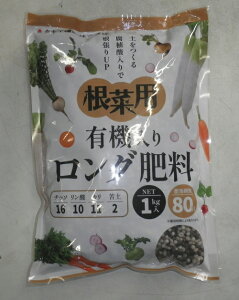 土をつくる
腐植酸入りで
根張りUP
根菜用
有機入り
ロング肥料
チッソ リン酸 カリ 苦土
16 10 11 2
NET
1kg入
80